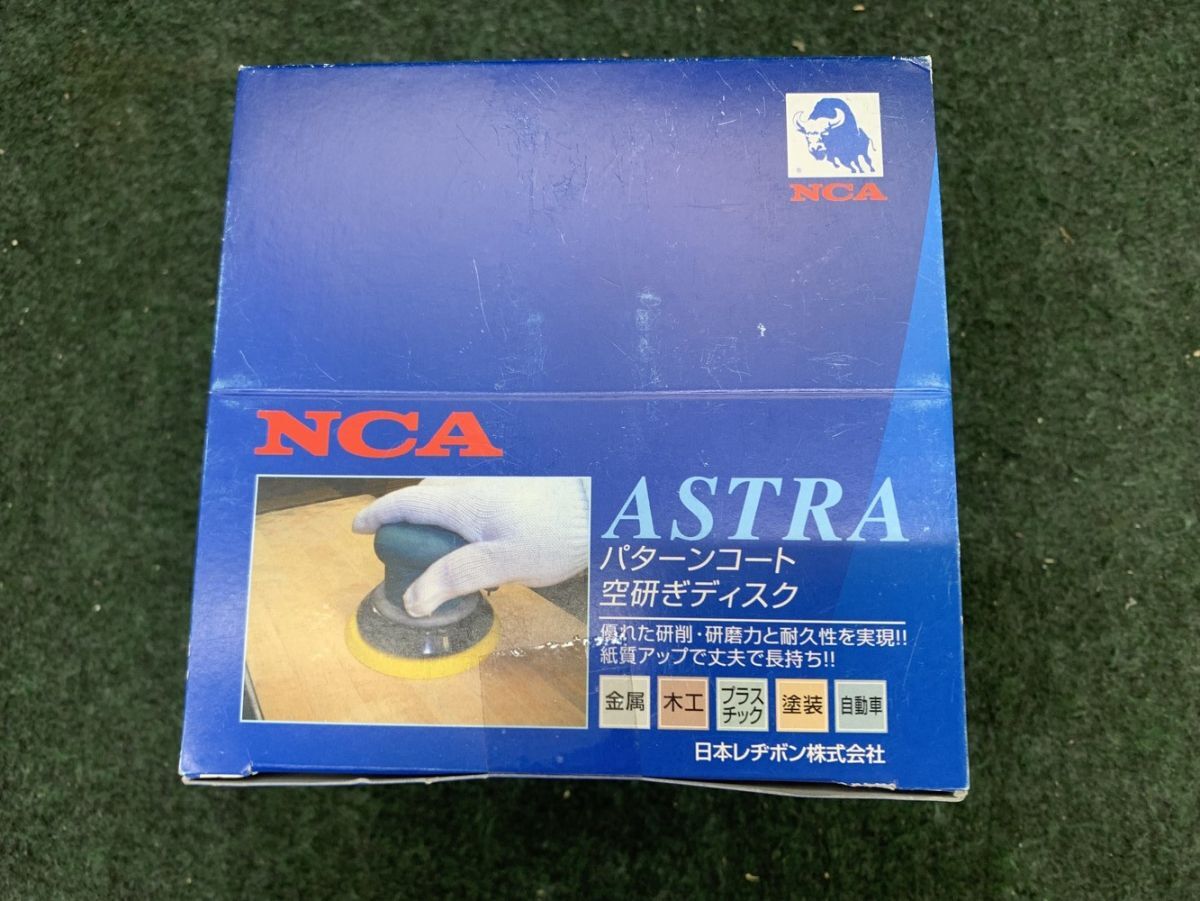 NCA
NCA
ASTRA
パターンコート
空研ぎディスク
優れた研削・研磨力と耐久性を実現!!
紙質アップで丈夫で長持ち!!
金属
木工
プラス
チック
塗装
自動車
日本レヂボン株式会社